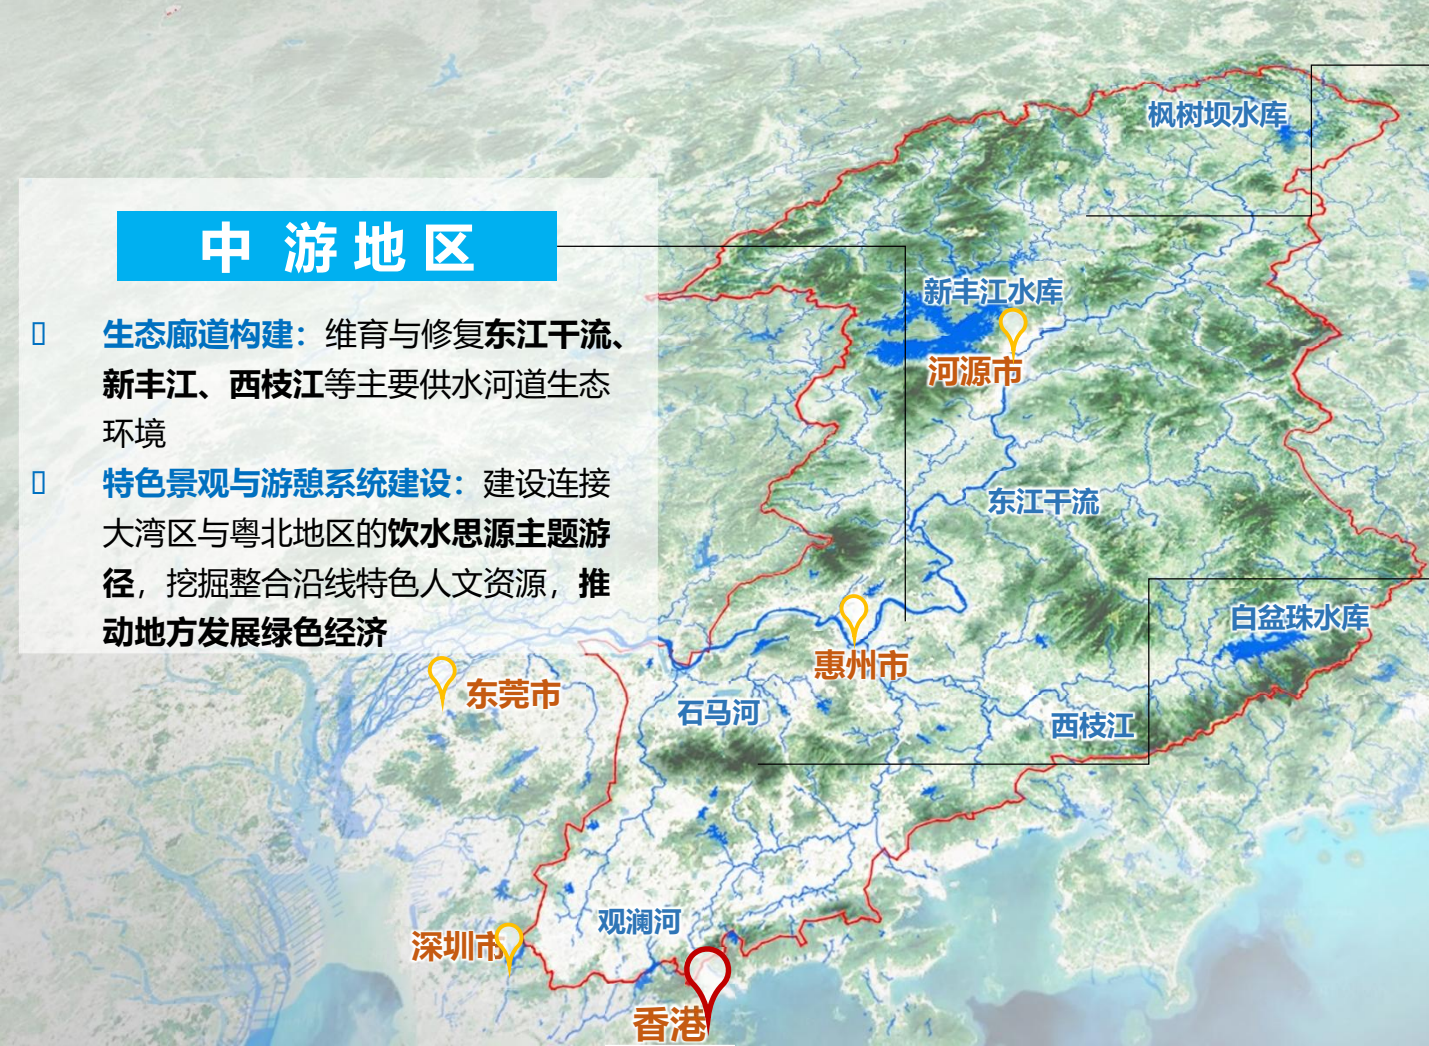 枫树坝水库
中 游地区
新丰江水库
生态廊道构建：维育与修复东江干流、
新丰江、西枝江等主要供水河道生态
环境
河源市
特色景观与游憩系统建设：建设连接
大湾区与粤北地区的饮水思源主题游
径，挖掘整合沿线特色人文资源，推
动地方发展绿色经济
东江干流
白盆珠水库
惠州市
东莞市
石马河
西枝江
观澜河
深圳市
香港